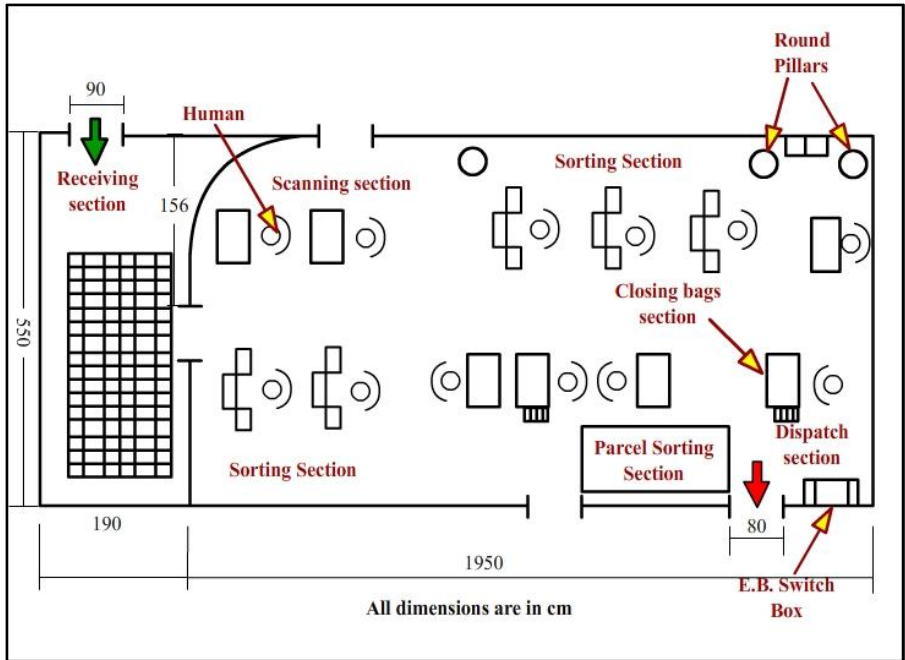 Round
Pillars
90
Human
Sorting Section
Receiving
section
Scanning section
156
Closing bags
section
550
Sorting Section
Parcel Sorting
Section
Dispatch
section
190
80
1950
E.B. Switch
Box
All dimensions are in cm